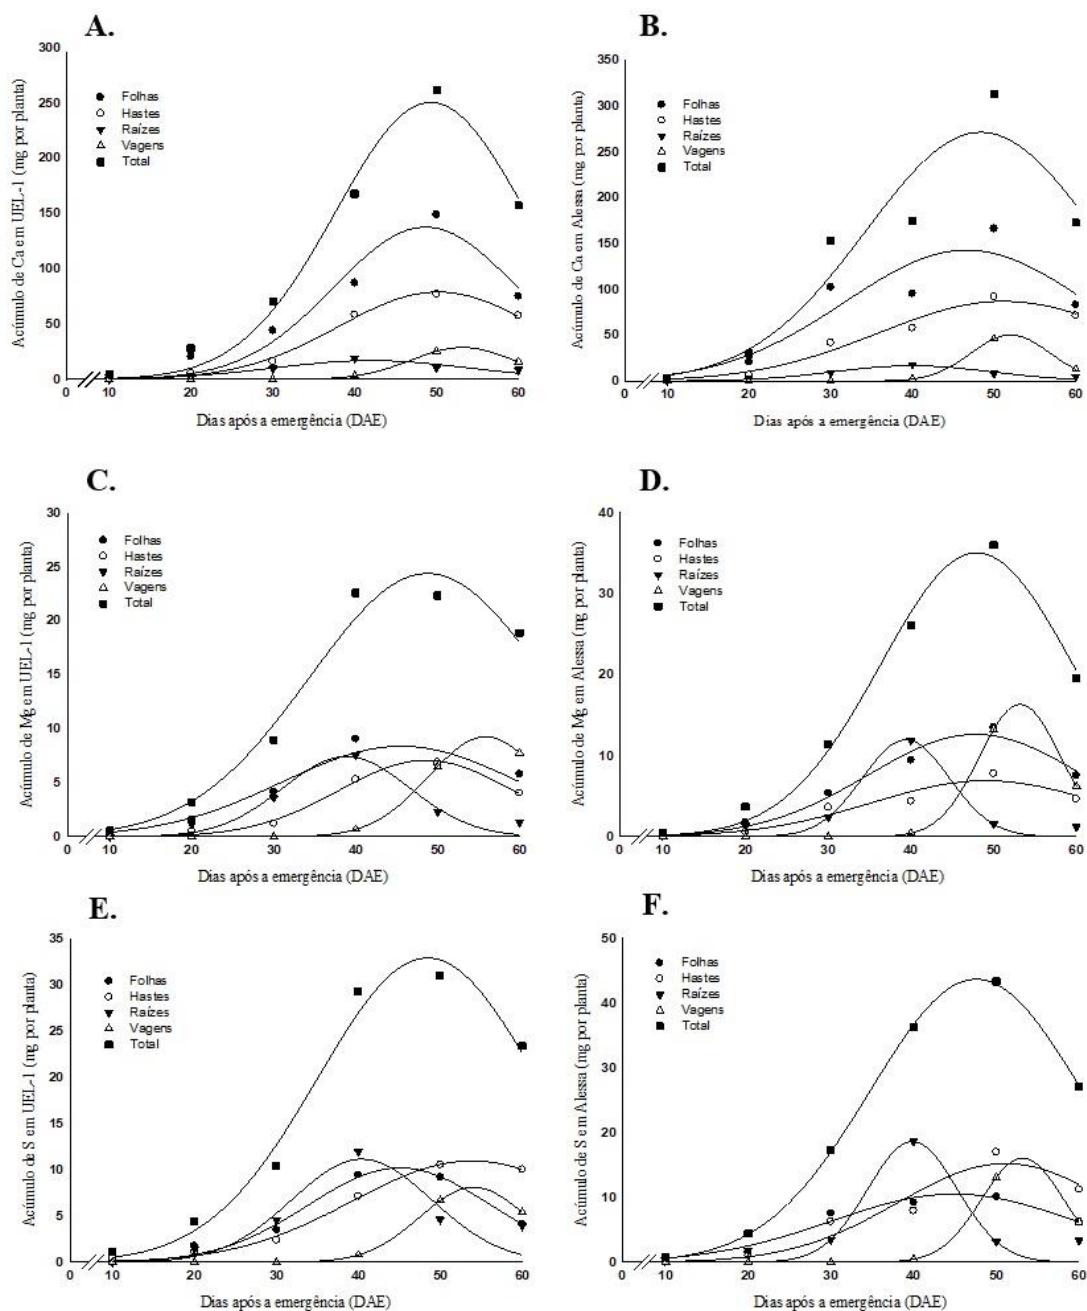 A.
300
250
200
150
100
50
0
Folhas
Hastes
Raízes
Vagens
Total
Acúmulo de Ca em UEL-1 (mg por planta)
0 10 20 30 40 50 60
Dias após a emergência (DAE)
B.
350
300
250
200
150
100
50
0
Folhas
Hastes
Raízes
Vagens
Total
Acúmulo de Ca em Alessa (mg por planta)
0 10 20 30 40 50 60
Dias após a emergência (DAE)
C.
30
25
20
15
10
5
0
Folhas
Hastes
Raízes
Vagens
Total
Acúmulo de Mg em UEL-1 (mg por planta)
0 10 20 30 40 50 60
Dias após a emergência (DAE)
D.
40
30
20
10
0
Folhas
Hastes
Raízes
Vagens
Total
Acúmulo de Mg em Alessa (mg por planta)
0 10 20 30 40 50 60
Dias após a emergência (DAE)
E.
35
30
25
20
15
10
5
0
Folhas
Hastes
Raízes
Vagens
Total
Acúmulo de S em UEL-1 (mg por planta)
0 10 20 30 40 50 60
Dias após a emergência (DAE)
F.
50
40
30
20
10
0
Folhas
Hastes
Raízes
Vagens
Total
Acúmulo de S em Alessa (mg por planta)
0 10 20 30 40 50 60
Dias após a emergência (DAE)